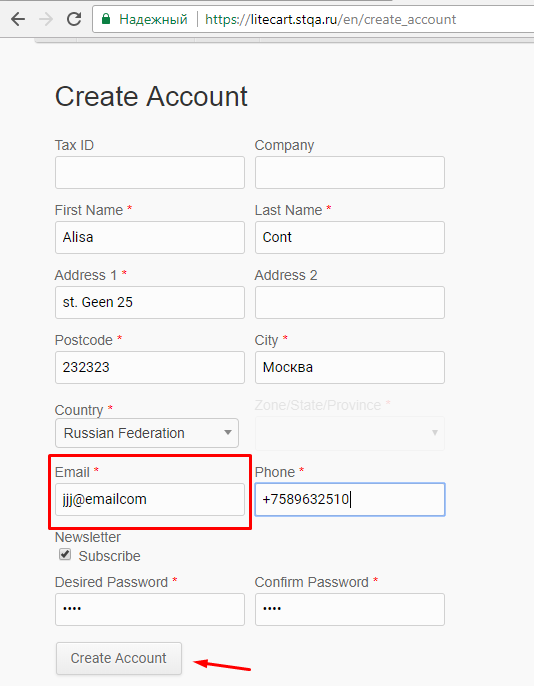 Надежный https://litecart.stqa.ru/en/create_account
Create Account
Tax ID Company
First Name * Last Name *
Alisa Cont
Address 1 * Address 2
st. Geen 25
Postcode * City *
232323 Москва
Country * Zone/State/Province *
Russian Federation
Email * Phone *
jjj@emailcom +7589632510
Newsletter
Subscribe
Desired Password * Confirm Password *
•••• ••••
Create Account